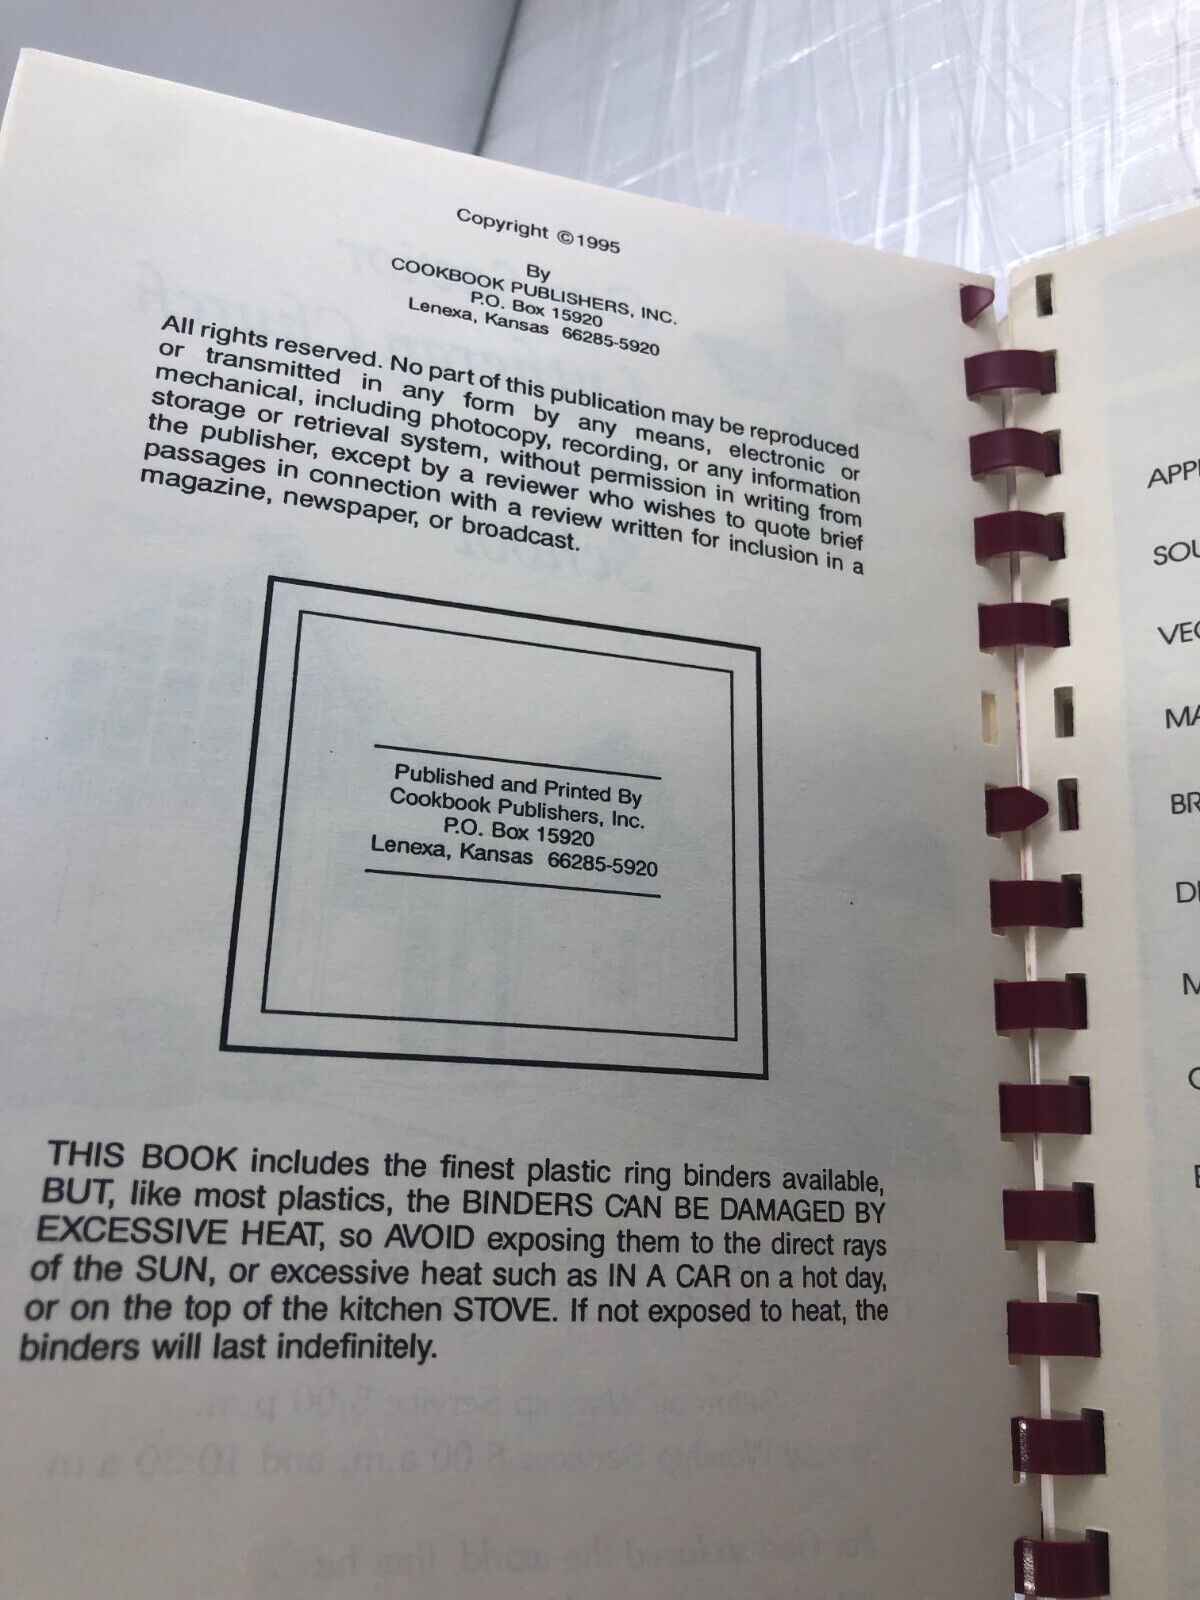 Copyright ©1995
By
COOKBOOK PUBLISHERS, INC.
P.O. Box 15920
Lenexa, Kansas 66285-5920
All rights reserved. No part of this publication may be reproduced
or transmitted in any form by any means, electronic or
mechanical, including photocopy, recording, or any information
storage or retrieval system, without permission in writing from
the publisher, except by a reviewer who wishes to quote brief
passages in connection with a review written for inclusion in a
magazine, newspaper, or broadcast.
Published and Printed By
Cookbook Publishers, Inc.
P.O. Box 15920
Lenexa, Kansas 66285-5920
THIS BOOK includes the finest plastic ring binders available,
BUT, like most plastics, the BINDERS CAN BE DAMAGED BY
EXCESSIVE HEAT, so AVOID exposing them to the direct rays
of the SUN, or excessive heat such as IN A CAR on a hot day,
or on the top of the kitchen STOVE. If not exposed to heat, the
binders will last indefinitely.
APP
SOU
VEG
MA
BR